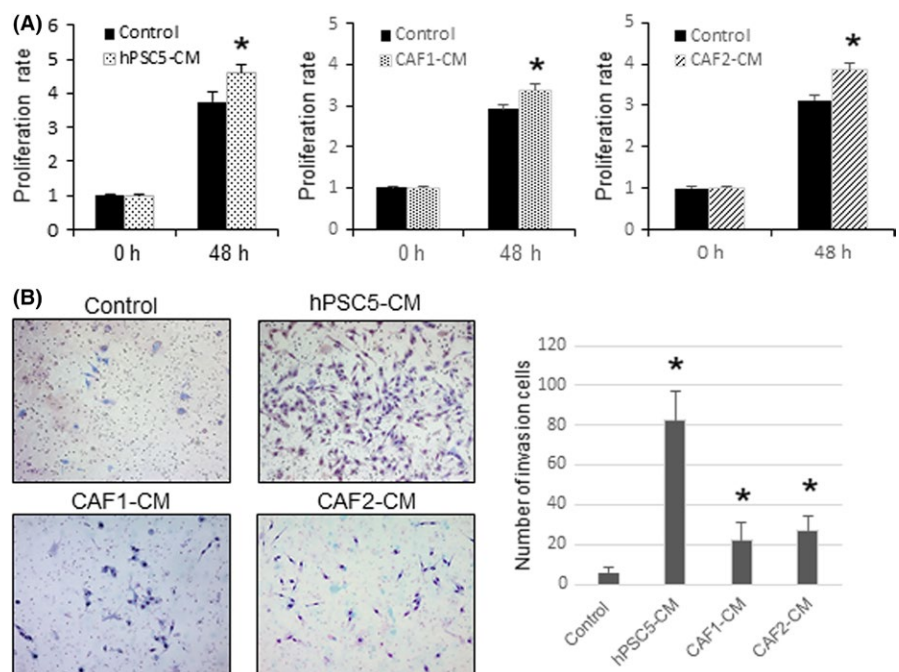 (A)
Proliferation rate
6
5
4
3
2
1
0
Control
hPSC5-CM
*
0 h
48 h
Proliferation rate
5
4
3
2
1
0
Control
CAF1-CM
*
0 h
48 h
Proliferation rate
5
4
3
2
1
0
Control
CAF2-CM
*
0 h
48 h
(B)
Control
hPSC5-CM
CAF1-CM
CAF2-CM
Number of invasion cells
120
100
80
60
40
20
0
*
*
*
Control
hPSC5-CM
CAF1-CM
CAF2-CM